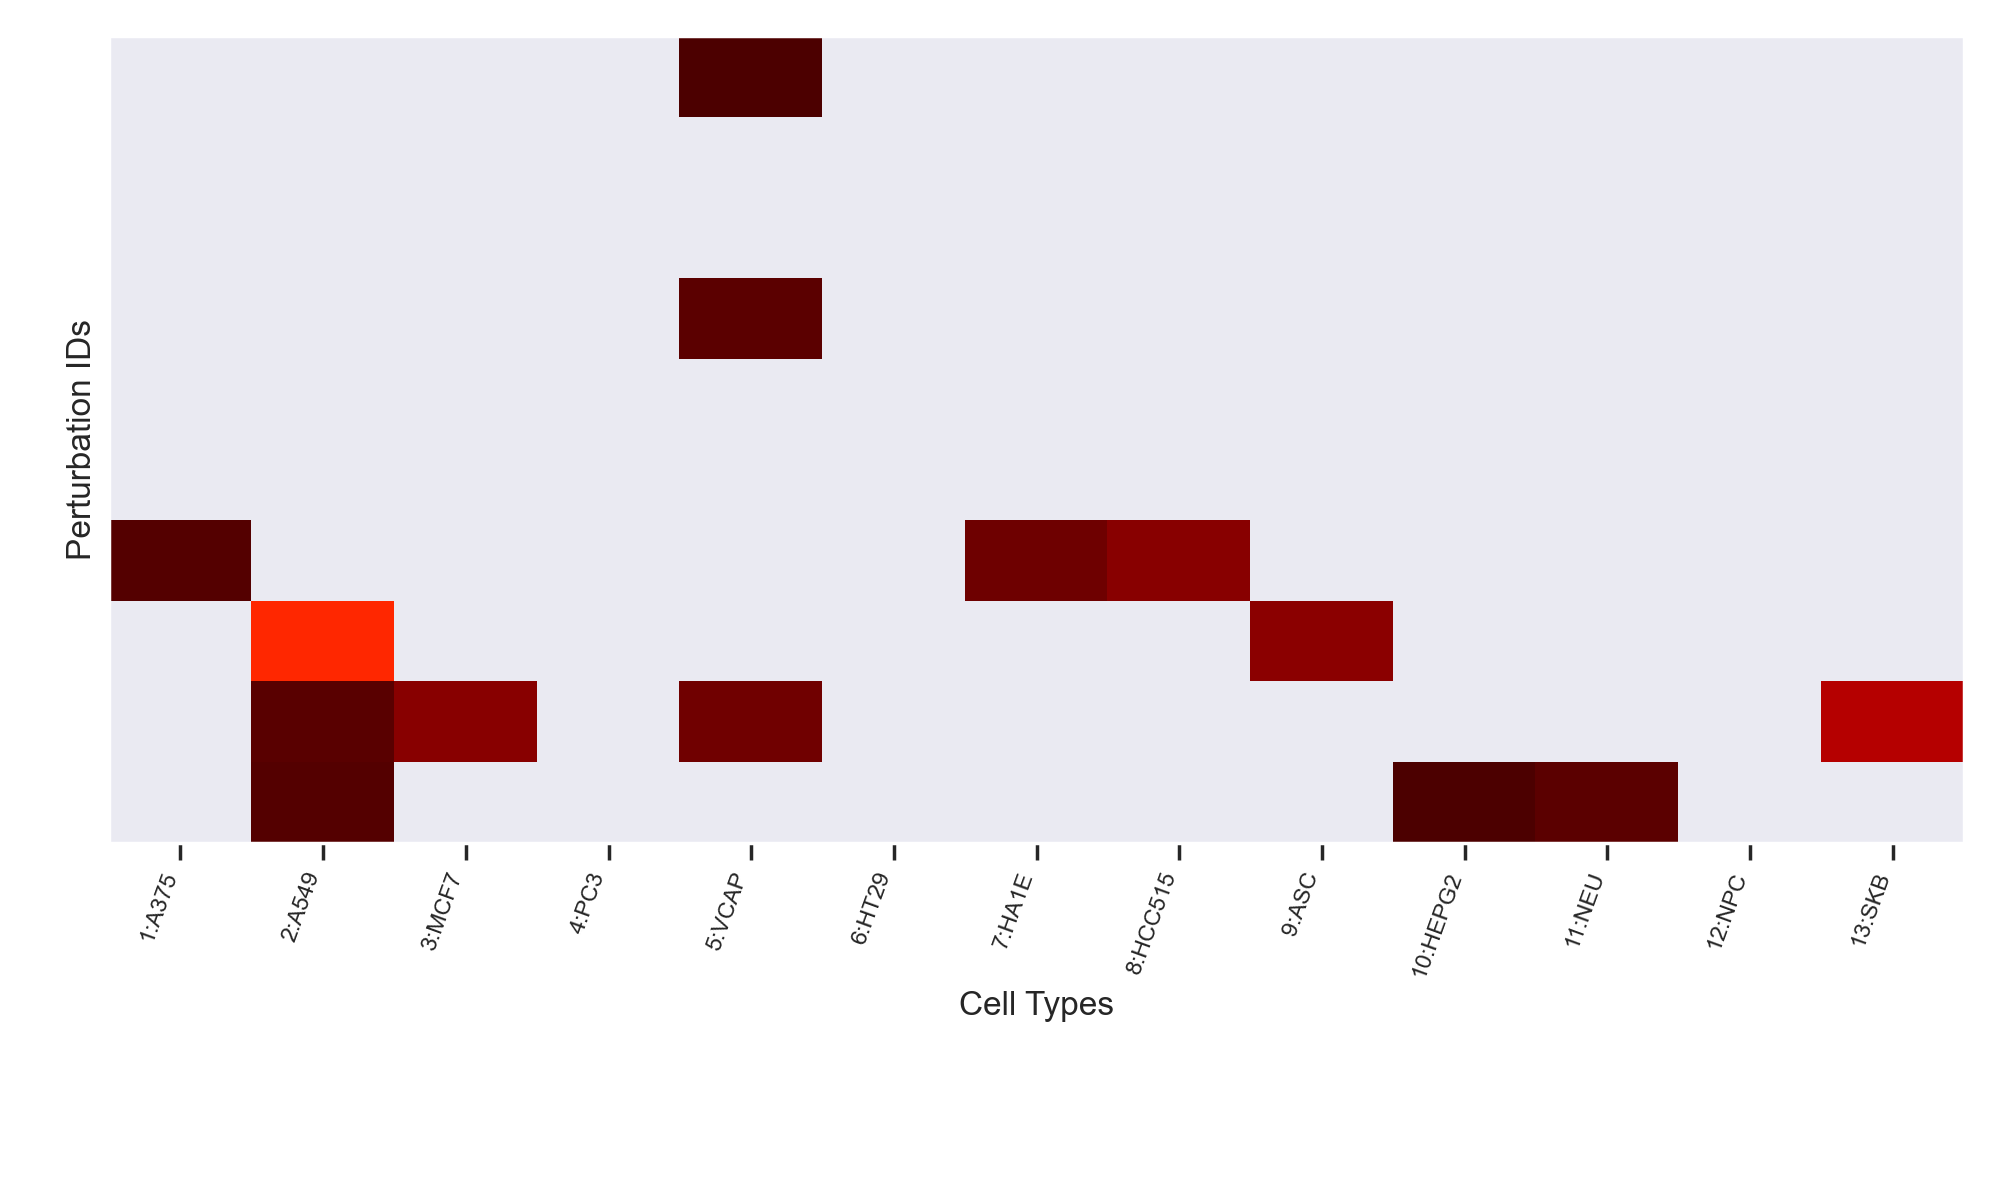 Perturbation IDs
1:A375
2:A549
3:MCF7
4:PC3
5:VCAP
6:HT29
7:HA1E
8:HCC515
9:ASC
10:HEPG2
11:NEU
12:NPC
13:SKB
Cell Types